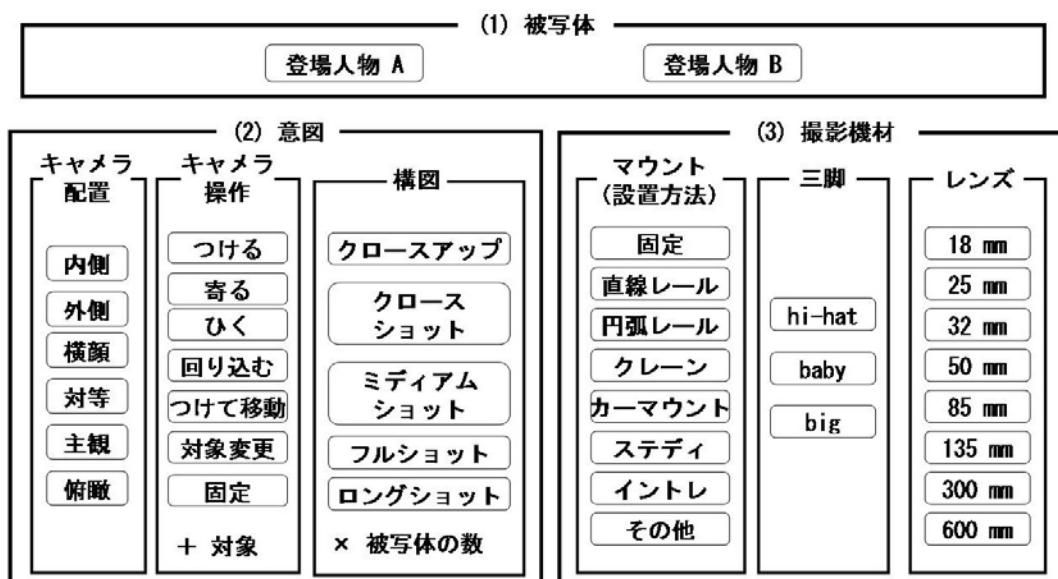 (1) 被写体
登場人物 A
登場人物 B
(2) 意図
キャメラ
配置
内側
外側
横顔
対等
主観
俯瞰
キャメラ
操作
つける
寄る
ひく
回り込む
つけて移動
対象変更
固定
＋ 対象
構図
クロースアップ
クロース
ショット
ミディアム
ショット
フルショット
ロングショット
× 被写体の数
(3) 撮影機材
マウント
(設置方法)
固定
直線レール
円弧レール
クレーン
カーマウント
ステディ
イントレ
その他
三脚
hi-hat
baby
big
レンズ
18 mm
25 mm
32 mm
50 mm
85 mm
135 mm
300 mm
600 mm